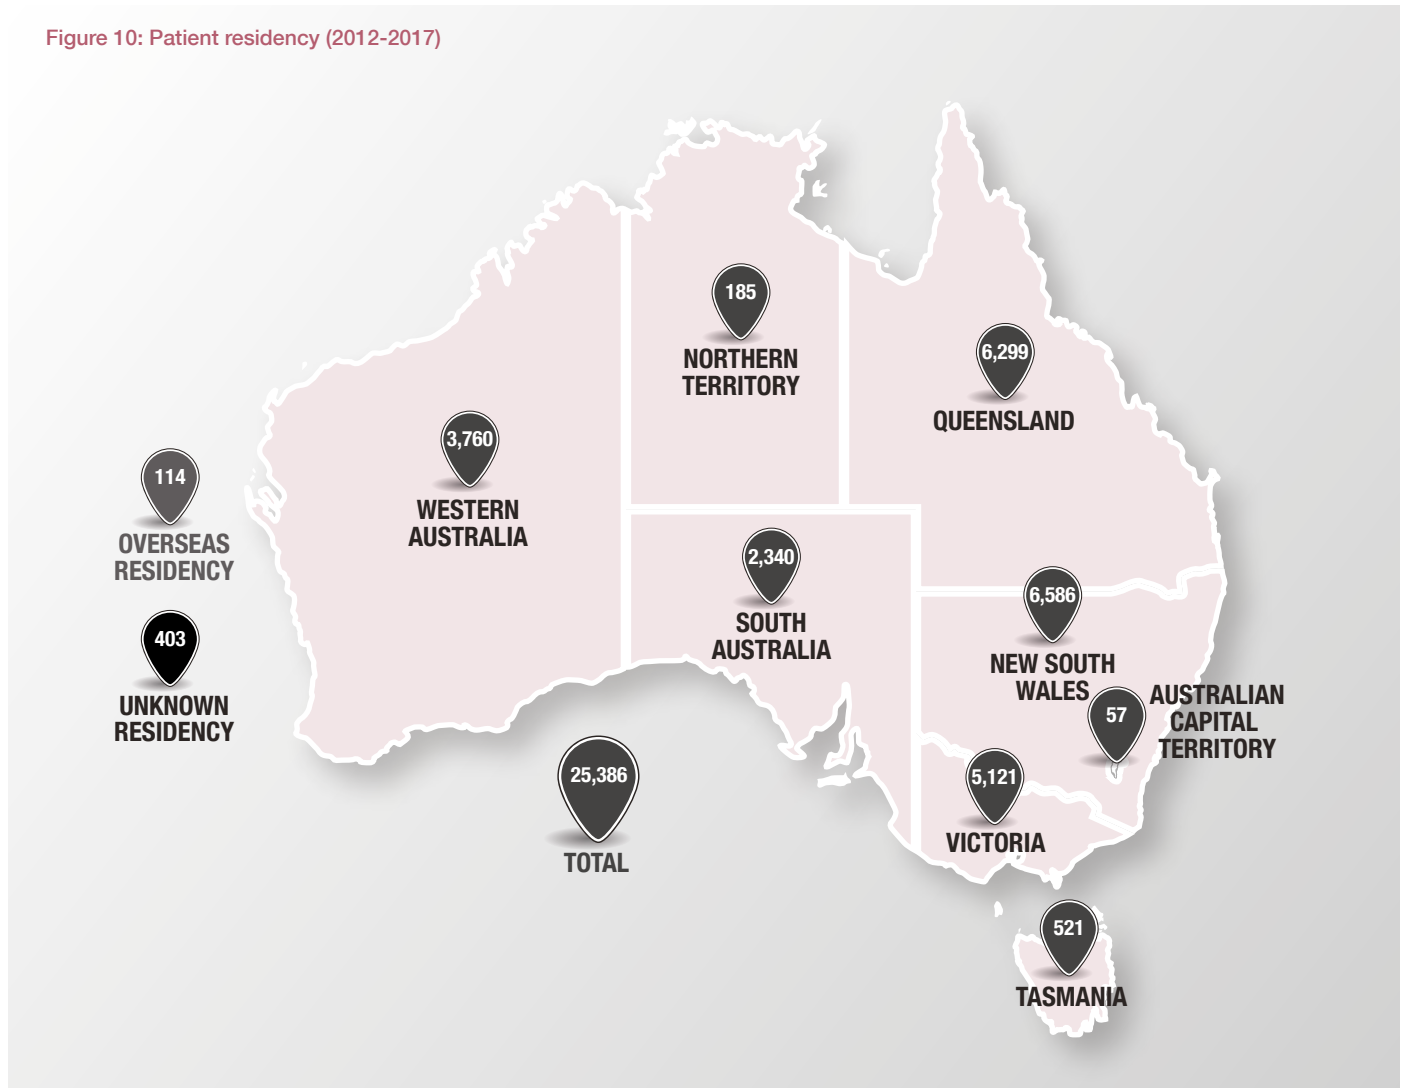 Figure 10: Patient residency (2012-2017)
185
NORTHERN
TERRITORY
6,299
QUEENSLAND
3,760
WESTERN
AUSTRALIA
114
OVERSEAS
RESIDENCY
2,340
SOUTH
AUSTRALIA
6,586
NEW SOUTH
WALES
403
UNKNOWN
RESIDENCY
57
AUSTRALIAN
CAPITAL
TERRITORY
25,386
TOTAL
5,121
VICTORIA
521
TASMANIA